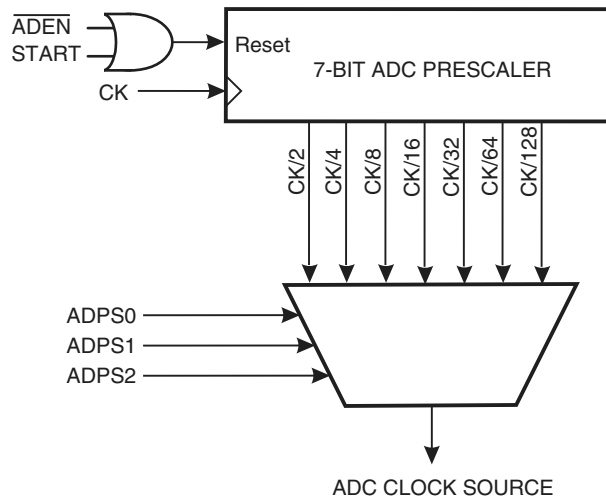 ADEN
START
Reset
7-BIT ADC PRESCALER
CK
CK/2
CK/4
CK/8
CK/16
CK/32
CK/64
CK/128
ADPS0
ADPS1
ADPS2
ADC CLOCK SOURCE